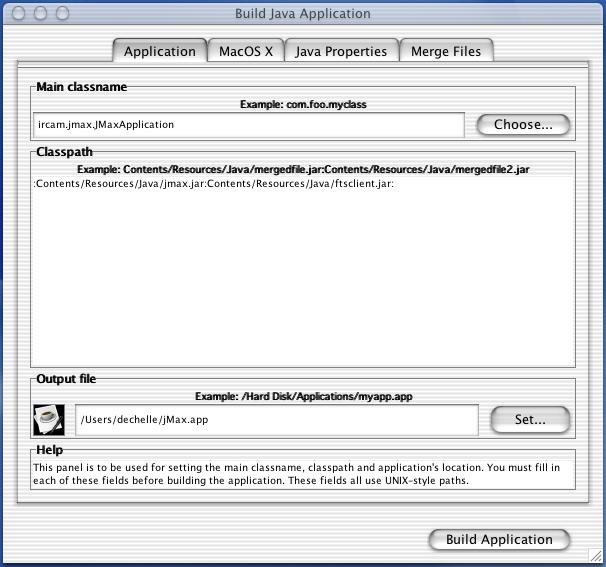 Build Java Application
Application MacOS X Java Properties Merge Files
Main classname
Example: com.foo.myclass
ircam.jmax.JMaxApplication Choose...
Classpath
Example: Contents/Resources/Java/mergedfile.jar:Contents/Resources/Java/mergedfile2.jar
:Contents/Resources/Java/jmax.jar:Contents/Resources/Java/ftsclient.jar:
Output file
Example: /Hard Disk/Applications/myapp.app
/Users/dechelle/jMax.app Set...
Help
This panel is to be used for setting the main classname, classpath and application's location. You must fill in
each of these fields before building the application. These fields all use UNIX-style paths.
Build Application